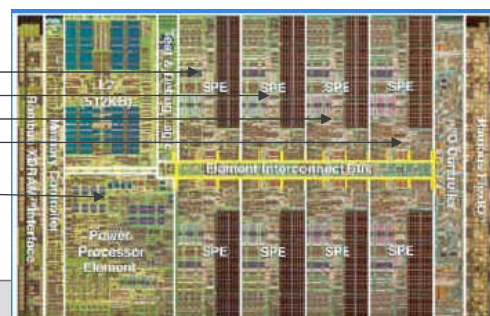 Rambus XDRAM Interface
Memory Controller
L2
(512KB)
Test & Debug Logic
SPE
SPE
SPE
SPE
Element Interconnect Bus
Power
Processor
Element
SPE
SPE
SPE
SPE
I/O Controller
Rambus FlexIO